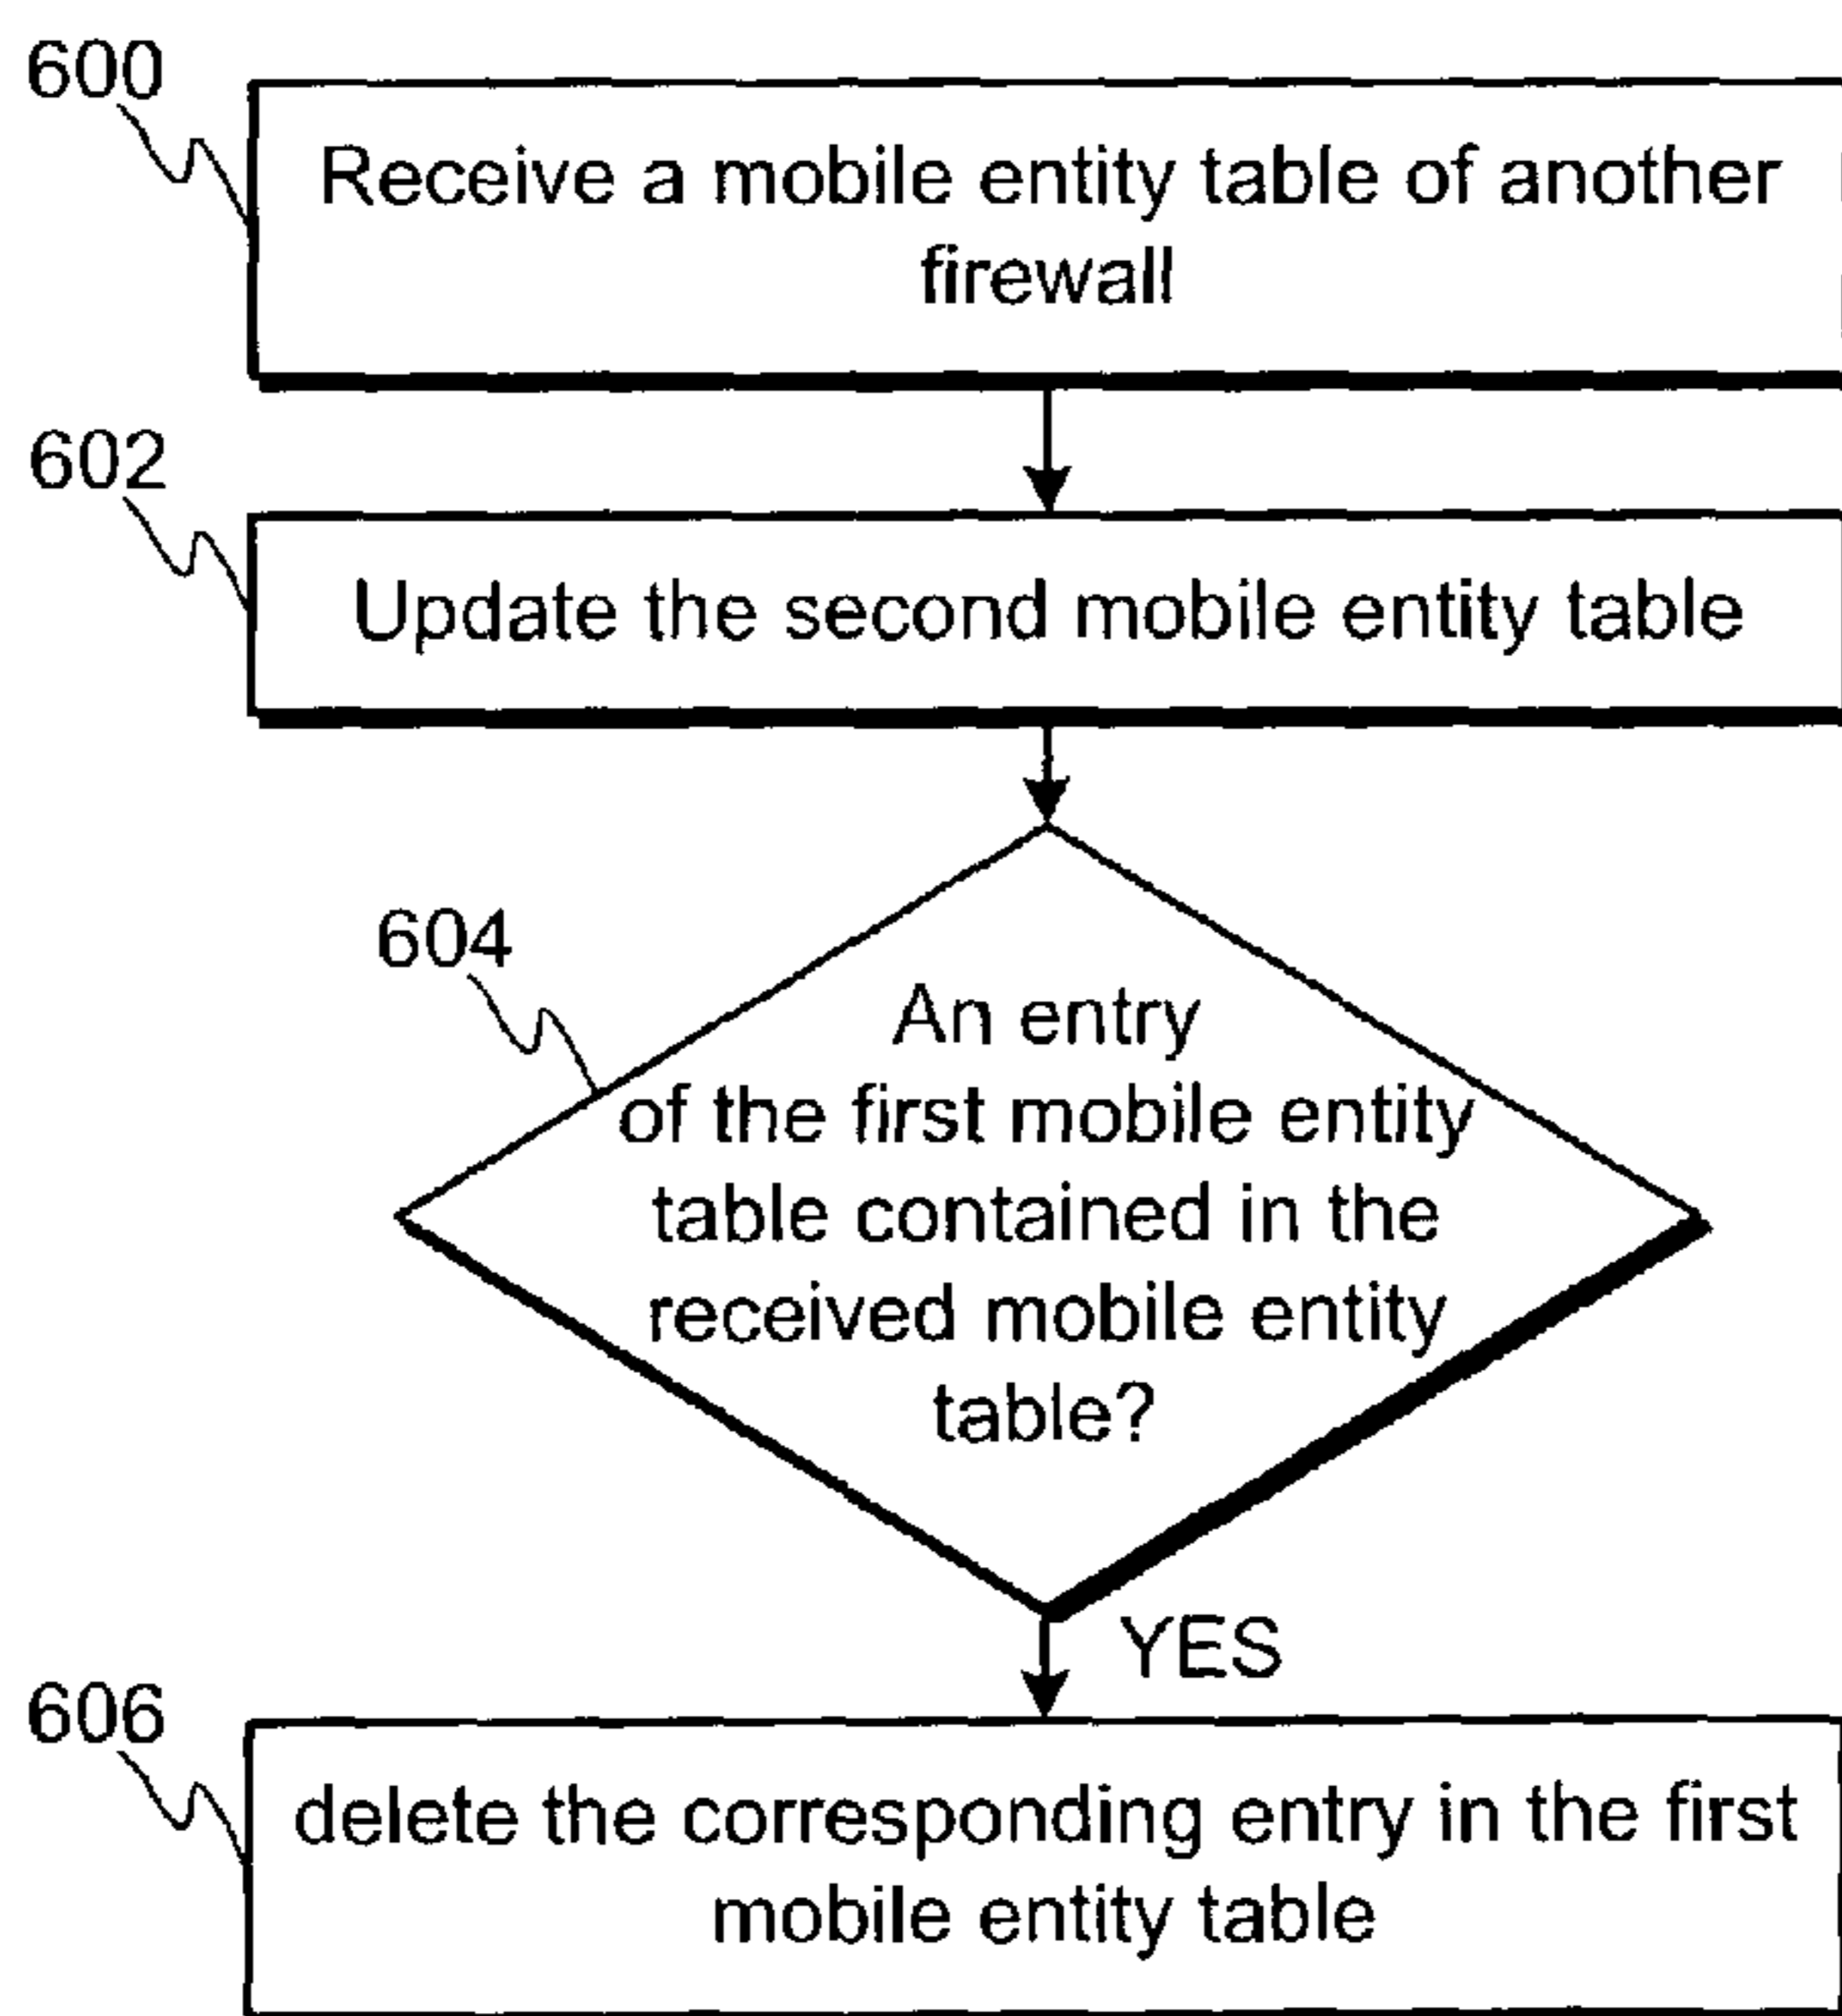 600
Receive a mobile entity table of another
firewall
602
Update the second mobile entity table
604
An entry
of the first mobile entity
table contained in the
received mobile entity
table?
YES
606
delete the corresponding entry in the first
mobile entity table